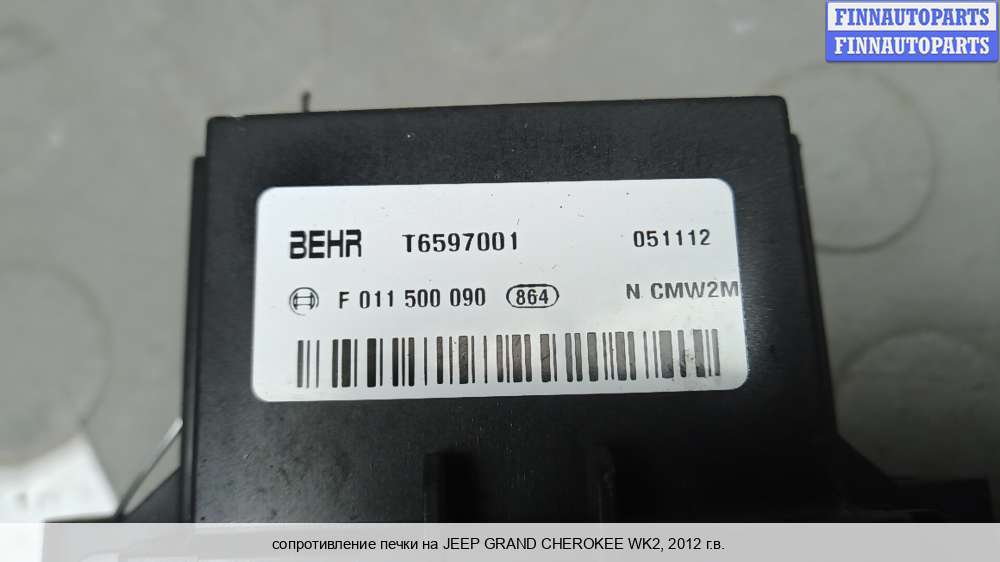 FINNAUTOPARTS
FINNAUTOPARTS
BEHR T6597001 051112
F 011 500 090 864 N CMW2M
сопротивление печки на JEEP GRAND CHEROKEE WK2, 2012 г.в.